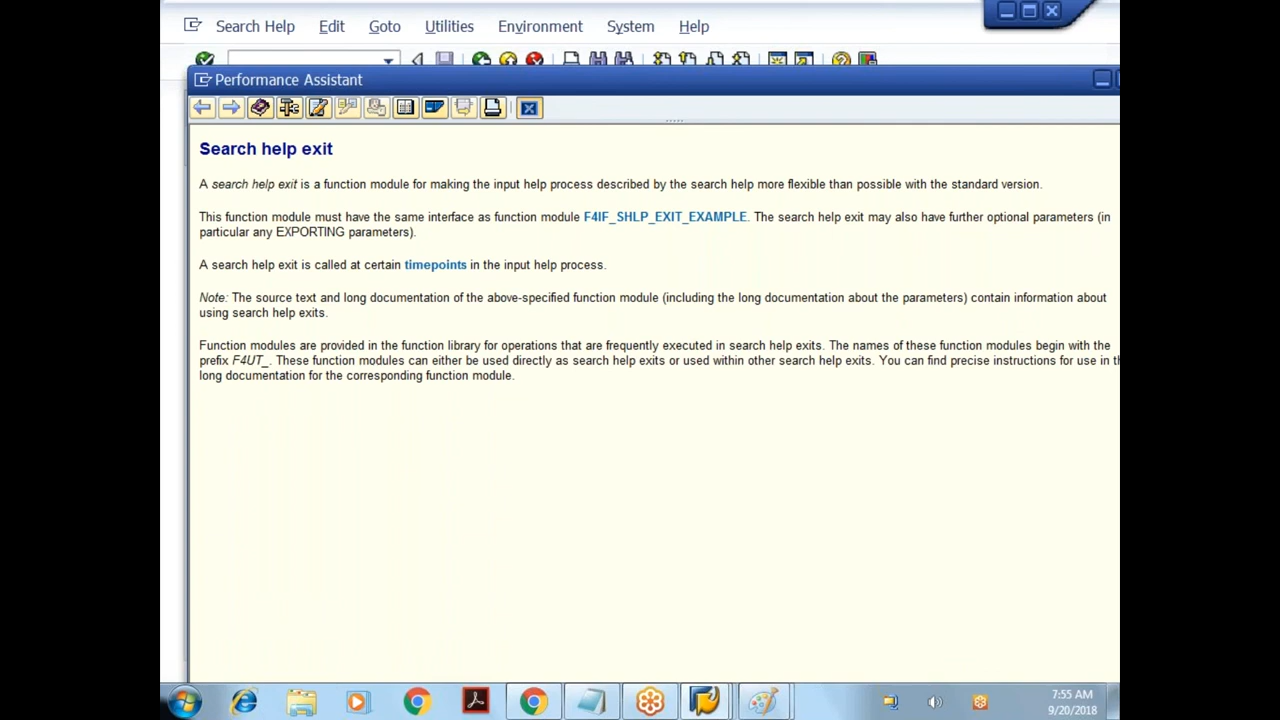 Search Help Edit Goto Utilities Environment System Help
Performance Assistant
Search help exit
A search help exit is a function module for making the input help process described by the search help more flexible than possible with the standard version.
This function module must have the same interface as function module F4IF_SHLP_EXIT_EXAMPLE. The search help exit may also have further optional parameters (in
particular any EXPORTING parameters).
A search help exit is called at certain timepoints in the input help process.
Note: The source text and long documentation of the above-specified function module (including the long documentation about the parameters) contain information about
using search help exits.
Function modules are provided in the function library for operations that are frequently executed in search help exits. The names of these function modules begin with the
prefix F4UT_. These function modules can either be used directly as search help exits or used within other search help exits. You can find precise instructions for use in th
long documentation for the corresponding function module.
7:55 AM
9/20/2018